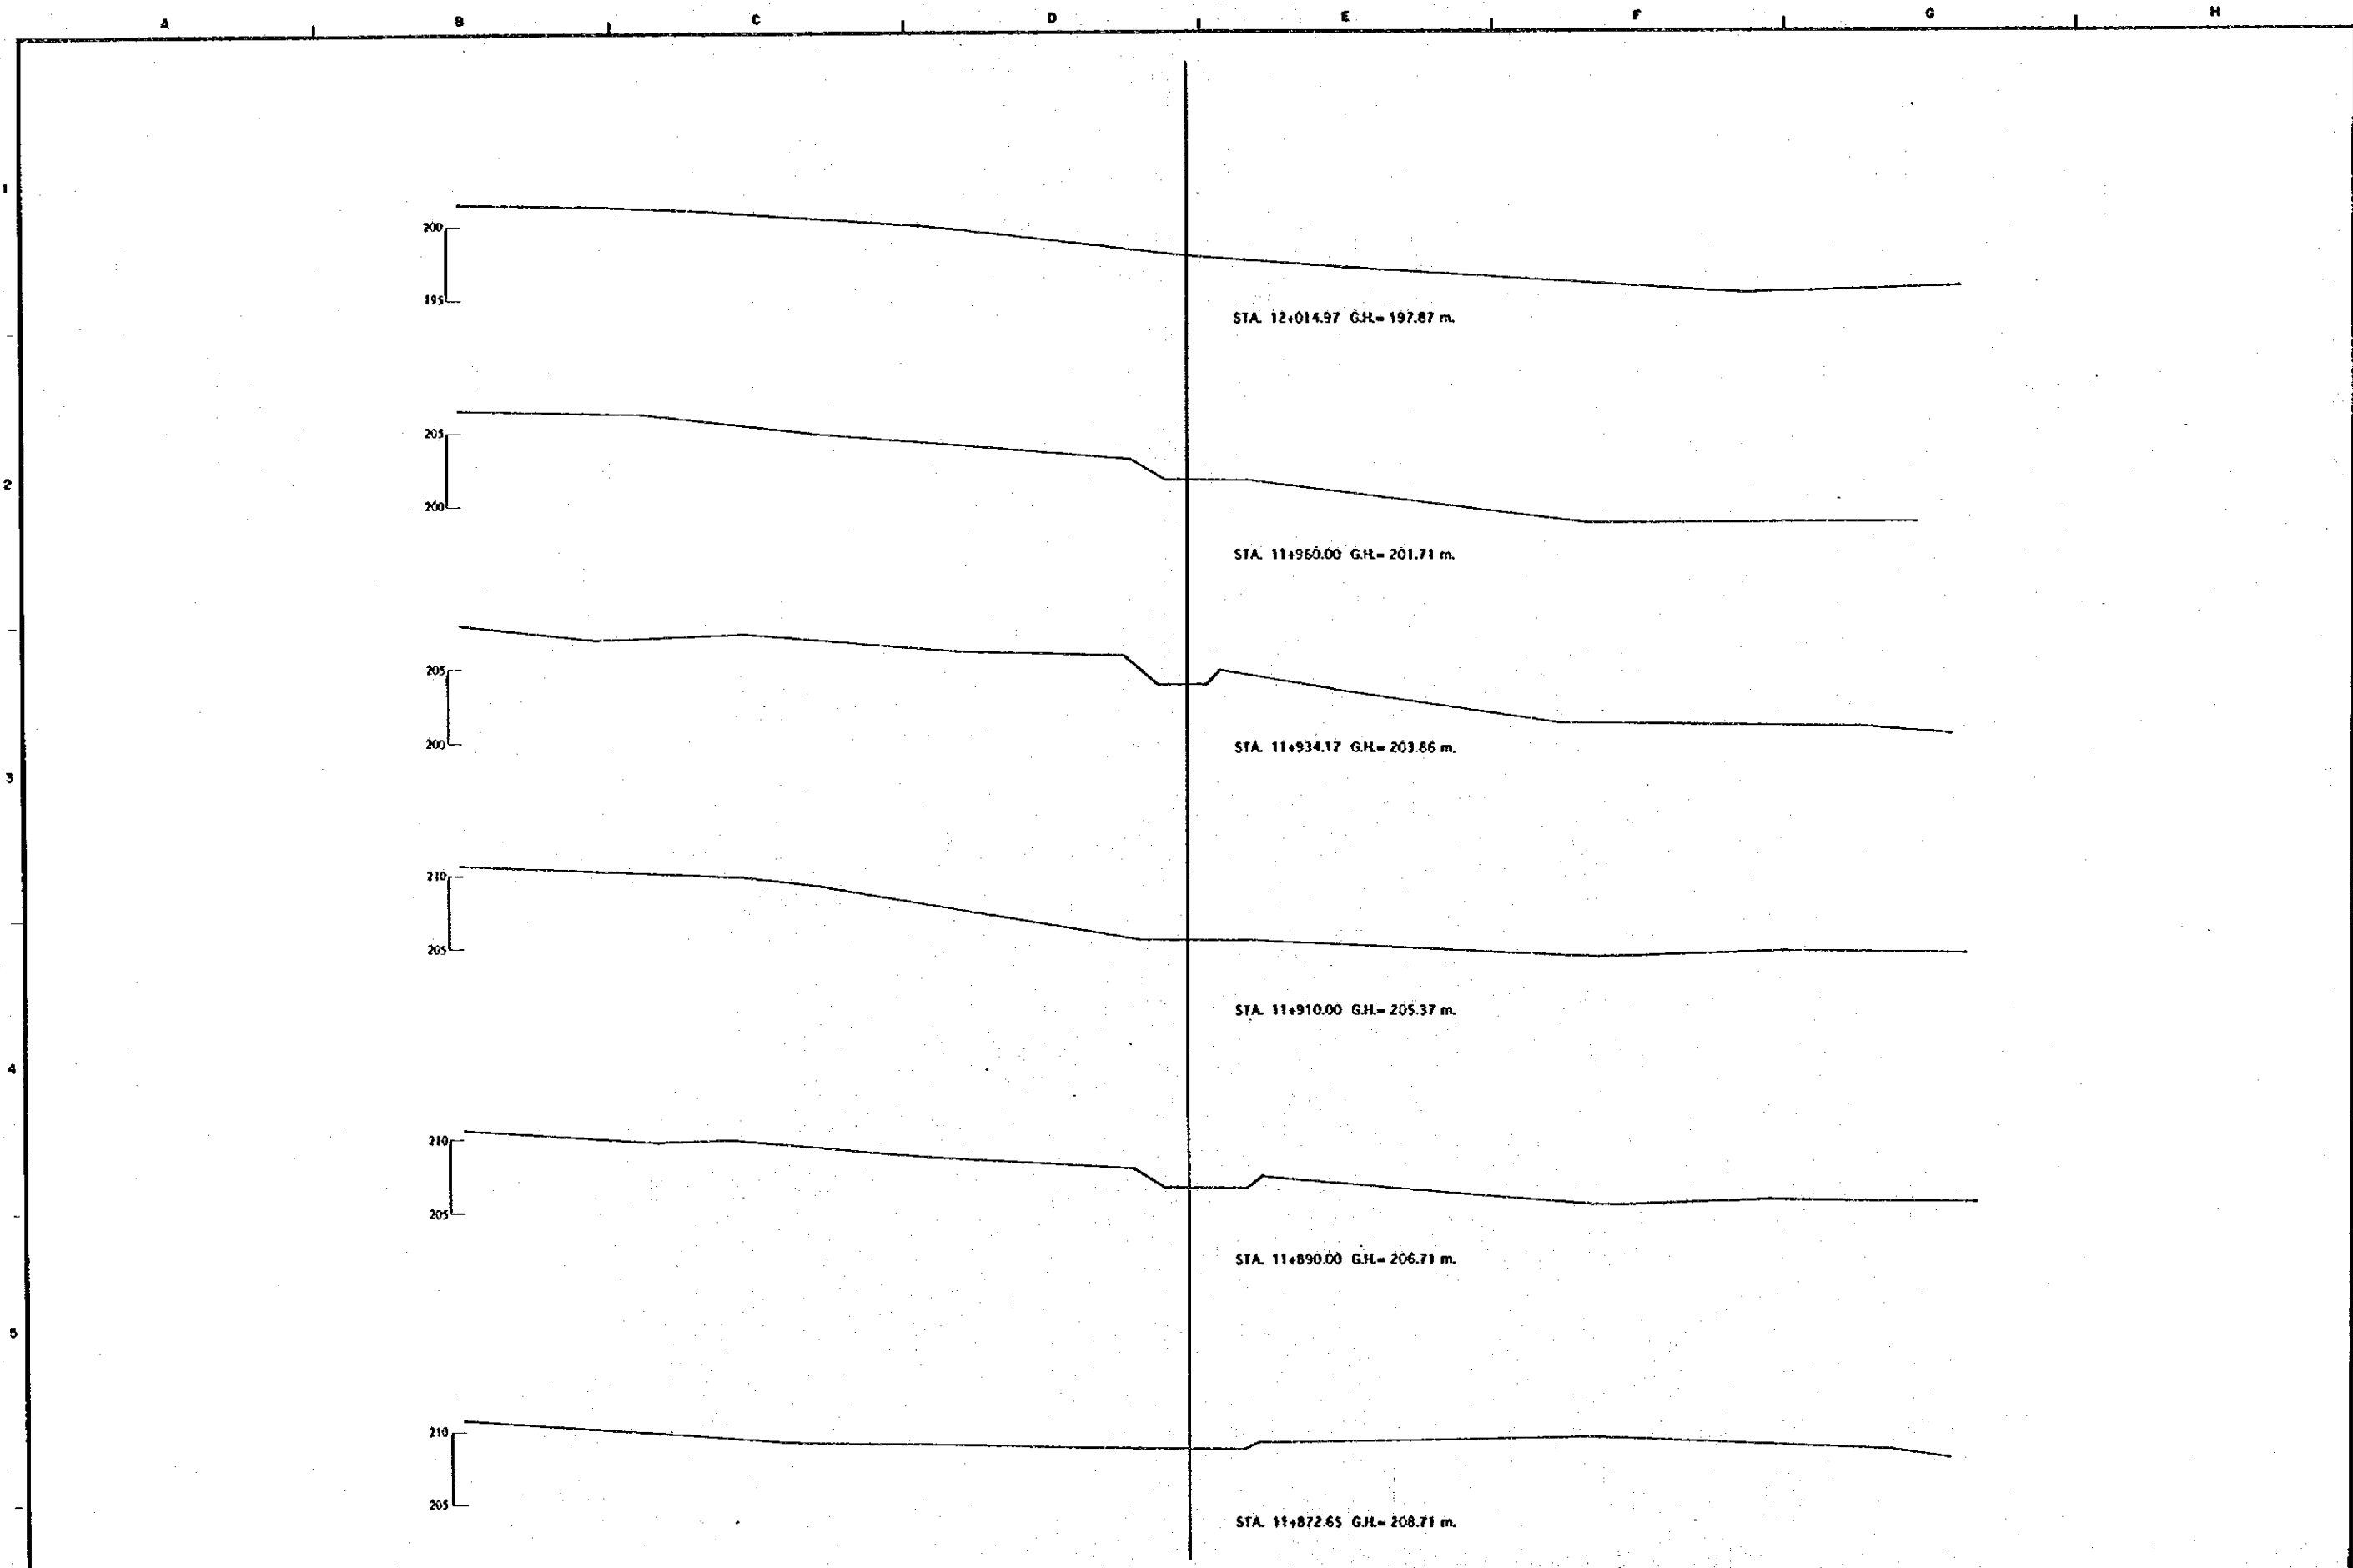 A B C D E F G H
1
200
195
STA. 12+014.97 G.H.= 197.87 m.
205
2
200
STA. 11+960.00 G.H.= 201.71 m.
205
200
STA. 11+934.17 G.H.= 203.86 m.
3
210
205
STA. 11+910.00 G.H.= 205.37 m.
4
210
205
STA. 11+890.00 G.H.= 206.71 m.
5
210
205
STA. 11+872.65 G.H.= 208.71 m.